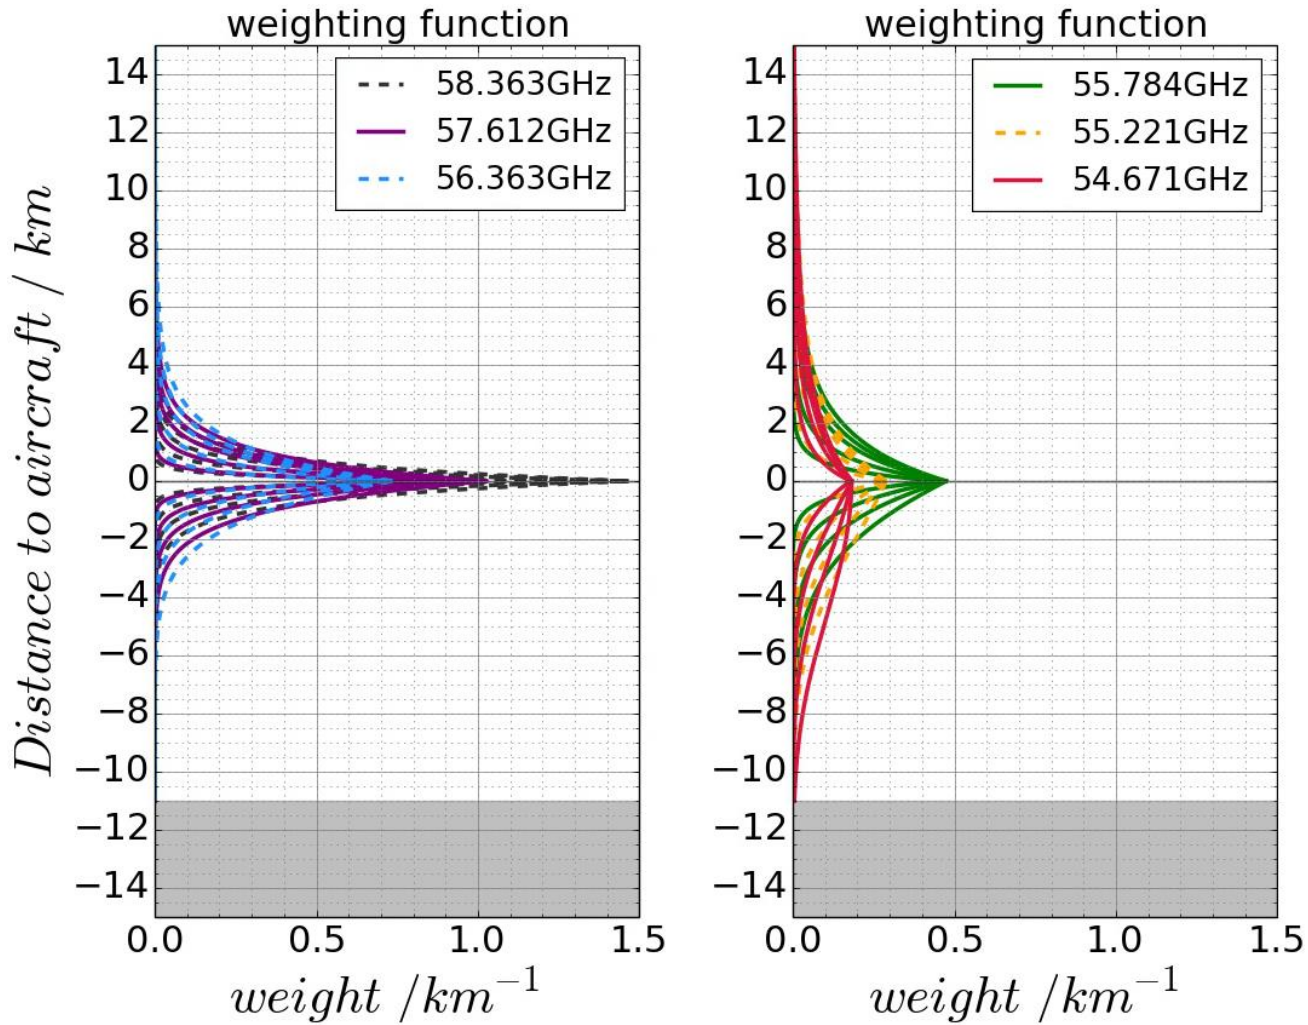 weighting function
58.363GHz
57.612GHz
56.363GHz
14
12
10
8
6
4
2
0
−2
−4
−6
−8
−10
−12
−14
0.0 0.5 1.0 1.5
weight /km⁻¹
Distance to aircraft / km
weighting function
55.784GHz
55.221GHz
54.671GHz
14
12
10
8
6
4
2
0
−2
−4
−6
−8
−10
−12
−14
0.0 0.5 1.0 1.5
weight /km⁻¹